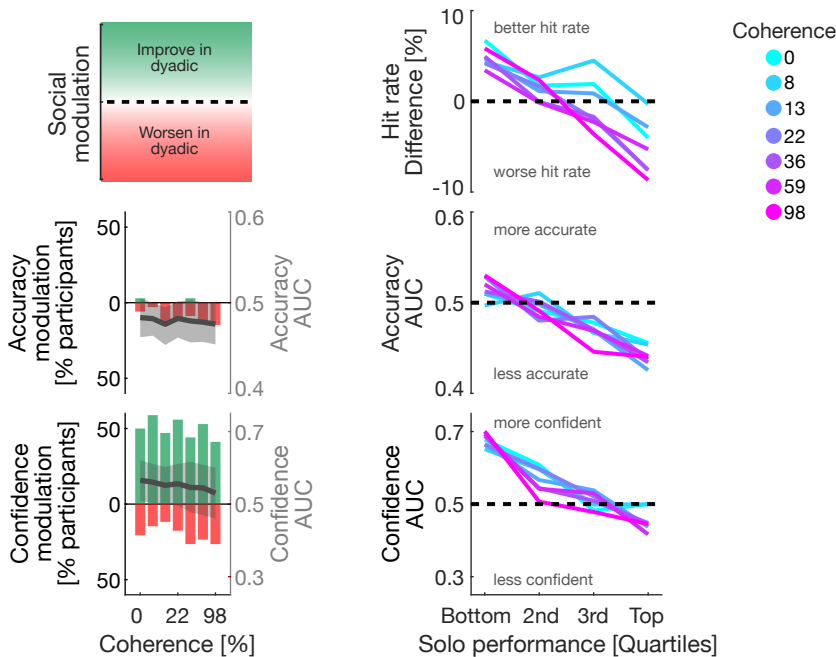 Social
modulation
Improve in
dyadic
Worsen in
dyadic
Hit rate
Difference [%]
10
0
-10
better hit rate
worse hit rate
Coherence
0
8
13
22
36
59
98
Accuracy
modulation
[% participants]
50
0
50
0.6
0.5
0.4
Accuracy
AUC
Accuracy
AUC
0.6
0.5
0.4
more accurate
less accurate
Confidence
modulation
[% participants]
50
0
50
0.7
0.5
0.3
Confidence
AUC
0 22 98
Coherence [%]
Confidence
AUC
0.7
0.5
0.3
more confident
less confident
Bottom 2nd 3rd Top
Solo performance [Quartiles]